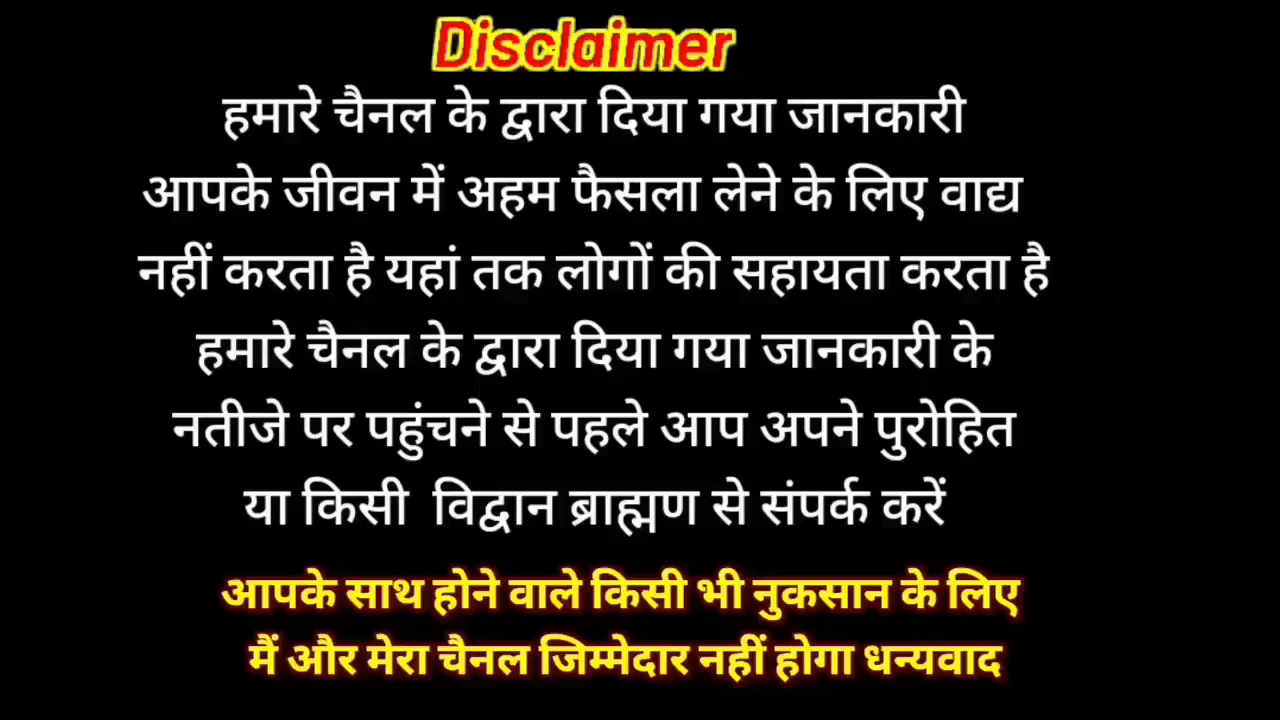 Disclaimer
हमारे चैनल के द्वारा दिया गया जानकारी
आपके जीवन में अहम फैसला लेने के लिए वाद्य
नहीं करता है यहां तक लोगों की सहायता करता है
हमारे चैनल के द्वारा दिया गया जानकारी के
नतीजे पर पहुंचने से पहले आप अपने पुरोहित
या किसी विद्वान ब्राह्मण से संपर्क करें
आपके साथ होने वाले किसी भी नुकसान के लिए
मैं और मेरा चैनल जिम्मेदार नहीं होगा धन्यवाद